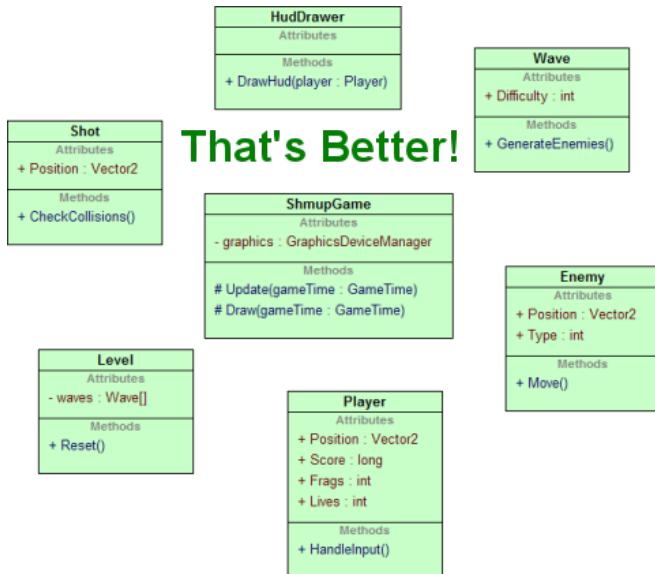 HudDrawer
Attributes
Methods
+ DrawHud(player : Player)
Wave
Attributes
+ Difficulty : int
Methods
+ GenerateEnemies()
Shot
Attributes
+ Position : Vector2
Methods
+ CheckCollisions()
That's Better!
ShmupGame
Attributes
- graphics : GraphicsDeviceManager
Methods
# Update(gameTime : GameTime)
# Draw(gameTime : GameTime)
Enemy
Attributes
+ Position : Vector2
+ Type : int
Methods
+ Move()
Level
Attributes
- waves : Wave[]
Methods
+ Reset()
Player
Attributes
+ Position : Vector2
+ Score : long
+ Frags : int
+ Lives : int
Methods
+ HandleInput()